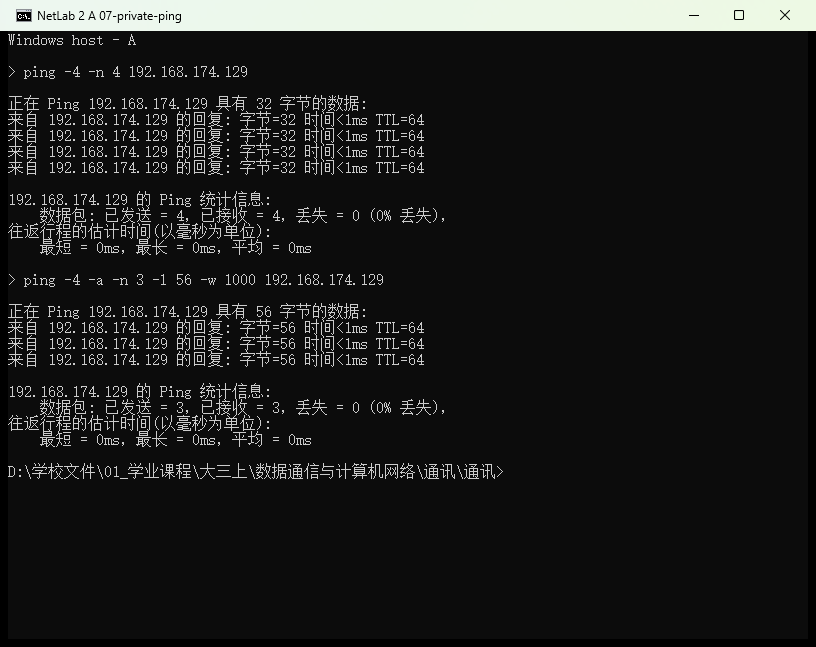 NetLab 2 A 07-private-ping
Windows host - A
> ping -4 -n 4 192.168.174.129
正在 Ping 192.168.174.129 具有 32 字节的数据:
来自 192.168.174.129 的回复: 字节=32 时间<1ms TTL=64
来自 192.168.174.129 的回复: 字节=32 时间<1ms TTL=64
来自 192.168.174.129 的回复: 字节=32 时间<1ms TTL=64
来自 192.168.174.129 的回复: 字节=32 时间<1ms TTL=64
192.168.174.129 的 Ping 统计信息:
数据包: 已发送 = 4，已接收 = 4，丢失 = 0 (0% 丢失)，
往返行程的估计时间(以毫秒为单位):
最短 = 0ms，最长 = 0ms，平均 = 0ms
> ping -4 -a -n 3 -l 56 -w 1000 192.168.174.129
正在 Ping 192.168.174.129 具有 56 字节的数据:
来自 192.168.174.129 的回复: 字节=56 时间<1ms TTL=64
来自 192.168.174.129 的回复: 字节=56 时间<1ms TTL=64
来自 192.168.174.129 的回复: 字节=56 时间<1ms TTL=64
192.168.174.129 的 Ping 统计信息:
数据包: 已发送 = 3，已接收 = 3，丢失 = 0 (0% 丢失)，
往返行程的估计时间(以毫秒为单位):
最短 = 0ms，最长 = 0ms，平均 = 0ms
D:\学校文件\01_学业课程\大三上\数据通信与计算机网络\通讯\通讯>